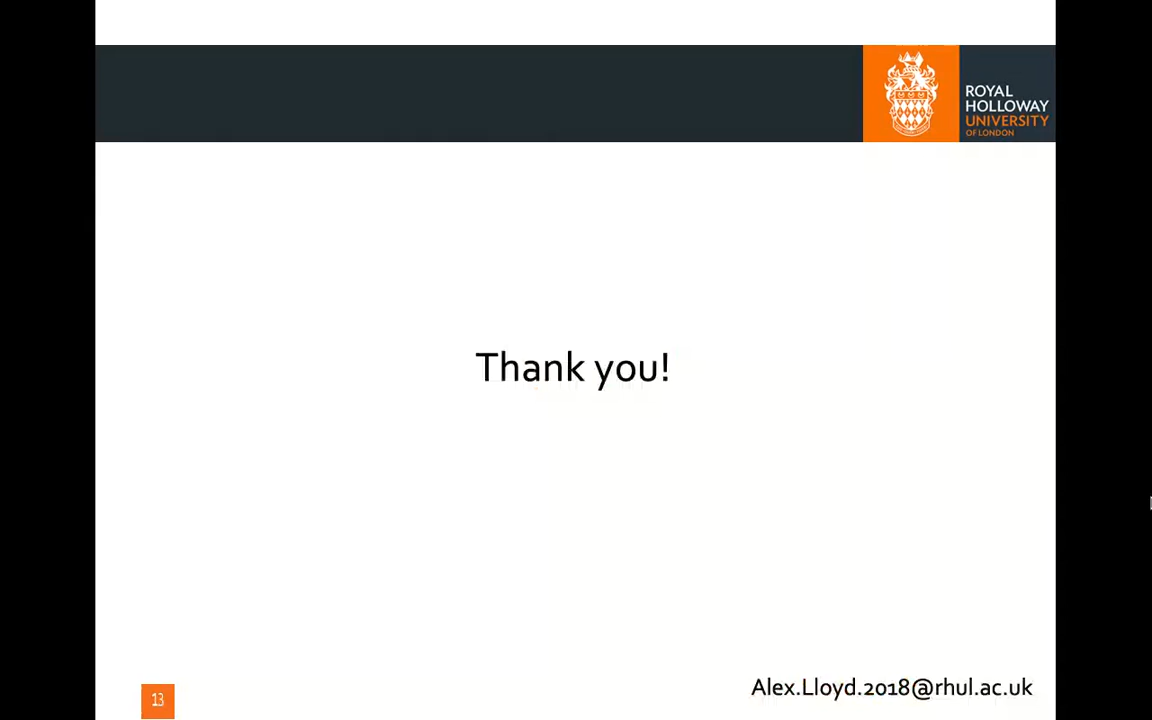 ROYAL
HOLLOWAY
UNIVERSITY
OF LONDON
Thank you!
13
Alex.Lloyd.2018@rhul.ac.uk